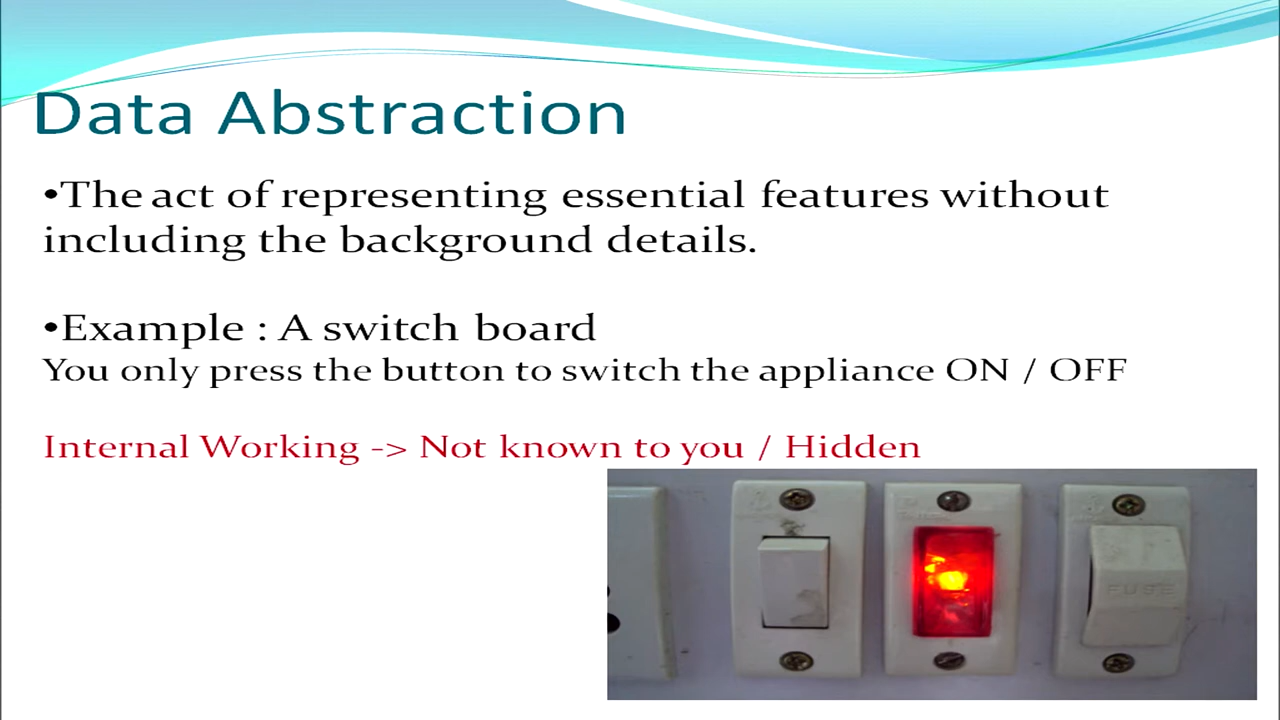 Data Abstraction
•The act of representing essential features without
including the background details.
•Example : A switch board
You only press the button to switch the appliance ON / OFF
Internal Working -> Not known to you / Hidden
FUSE